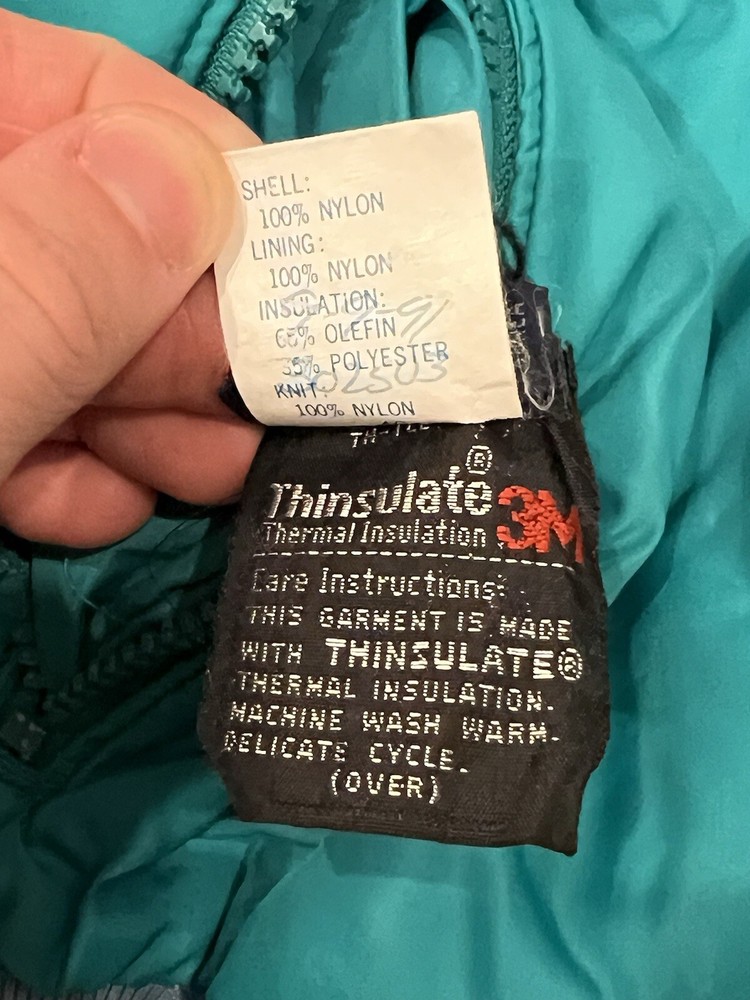 SHELL:
100% NYLON
LINING:
100% NYLON
INSULATION:
65% OLEFIN
35% POLYESTER
KNIT:
100% NYLON
Thinsulate®
3M
Thermal Insulation
Care Instructions:
THIS GARMENT IS MADE
WITH THINSULATE®
THERMAL INSULATION.
MACHINE WASH WARM-
DELICATE CYCLE.
(OVER)